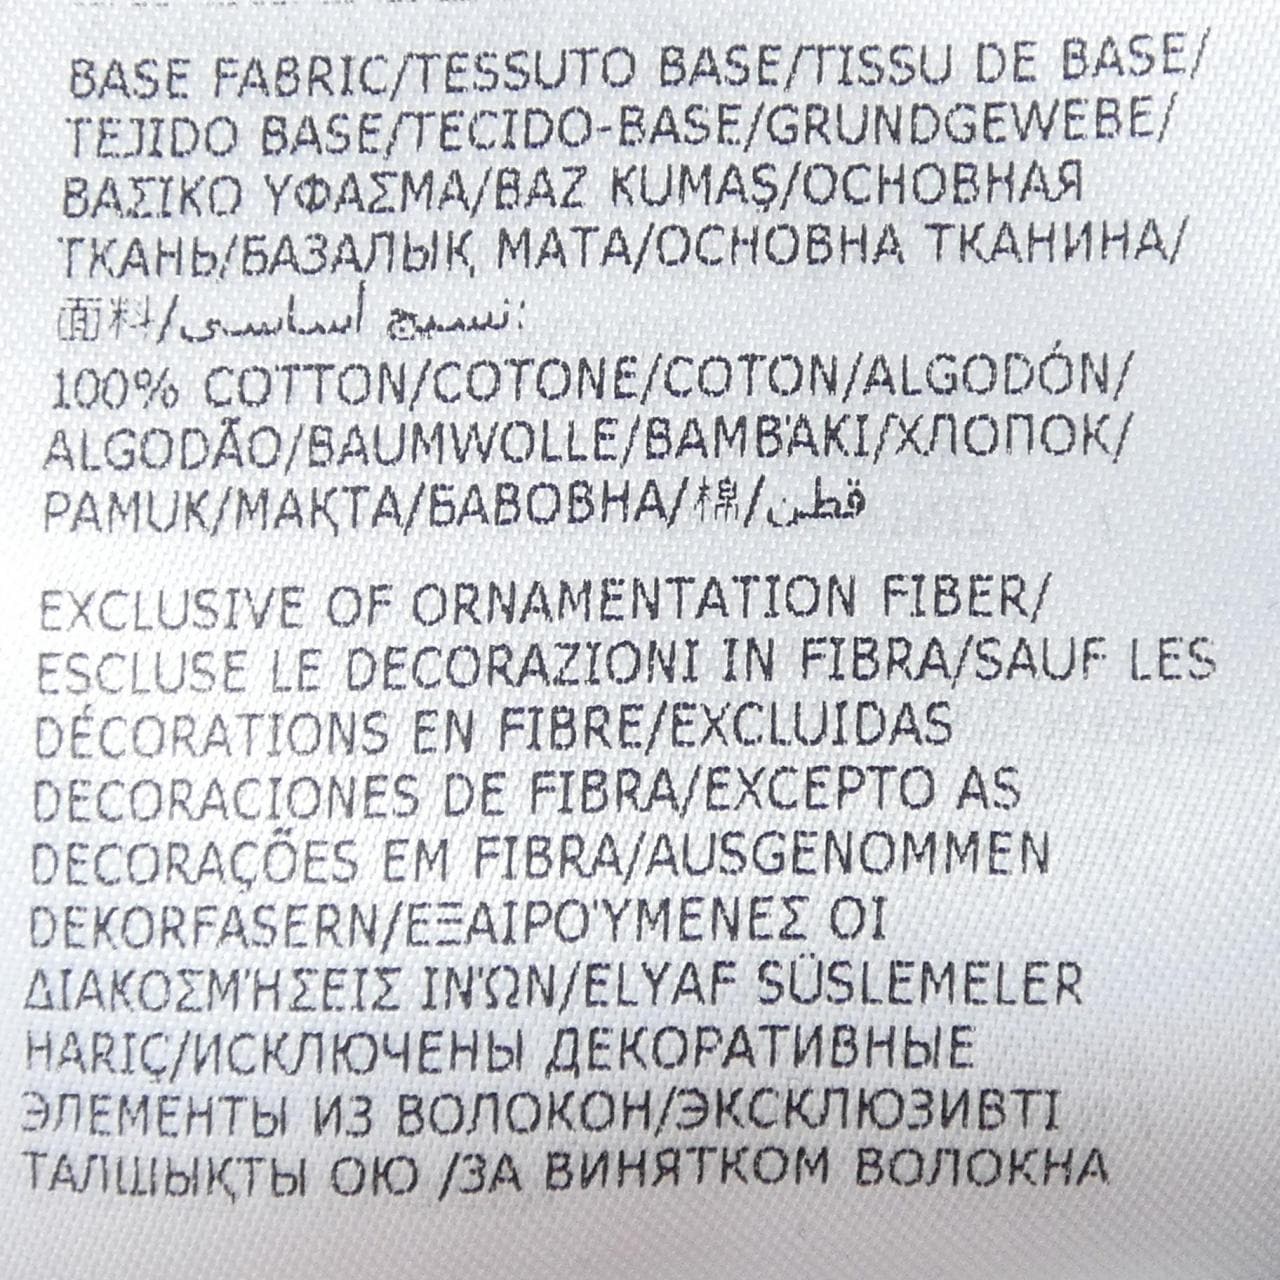 BASE FABRIC/TESSUTO BASE/TISSU DE BASE/
TEJIDO BASE/TECIDO-BASE/GRUNDGEWEBE/
ΒΑΣΙΚΟ ΥΦΑΣΜΑ/BAZ KUMAŞ/ОСНОВНАЯ
ТКАНЬ/БАЗАЛЫҚ МАТА/ОСНОВНА ТКАНИНА/
面料/نسيج أساسى:
100% COTTON/COTONE/COTON/ALGODÓN/
ALGODÃO/BAUMWOLLE/ΒΑΜΒΆΚΙ/ХЛОПОК/
PAMUK/МАҚТА/БАВОВНА/棉/قطن
EXCLUSIVE OF ORNAMENTATION FIBER/
ESCLUSE LE DECORAZIONI IN FIBRA/SAUF LES
DÉCORATIONS EN FIBRE/EXCLUIDAS
DECORACIONES DE FIBRA/EXCEPTO AS
DECORAÇÕES EM FIBRA/AUSGENOMMEN
DEKORFASERN/ΕΞΑΙΡΟΎΜΕΝΕΣ ΟΙ
ΔΙΑΚΟΣΜΉΣΕΙΣ ΙΝΏΝ/ELYAF SÜSLEMELER
HARIÇ/ИСКЛЮЧЕНЫ ДЕКОРАТИВНЫЕ
ЭЛЕМЕНТЫ ИЗ ВОЛОКОН/ЭКСКЛЮЗИВТІ
ТАЛШЫҚТЫ ОЮ /ЗА ВИНЯТКОМ ВОЛОКНА